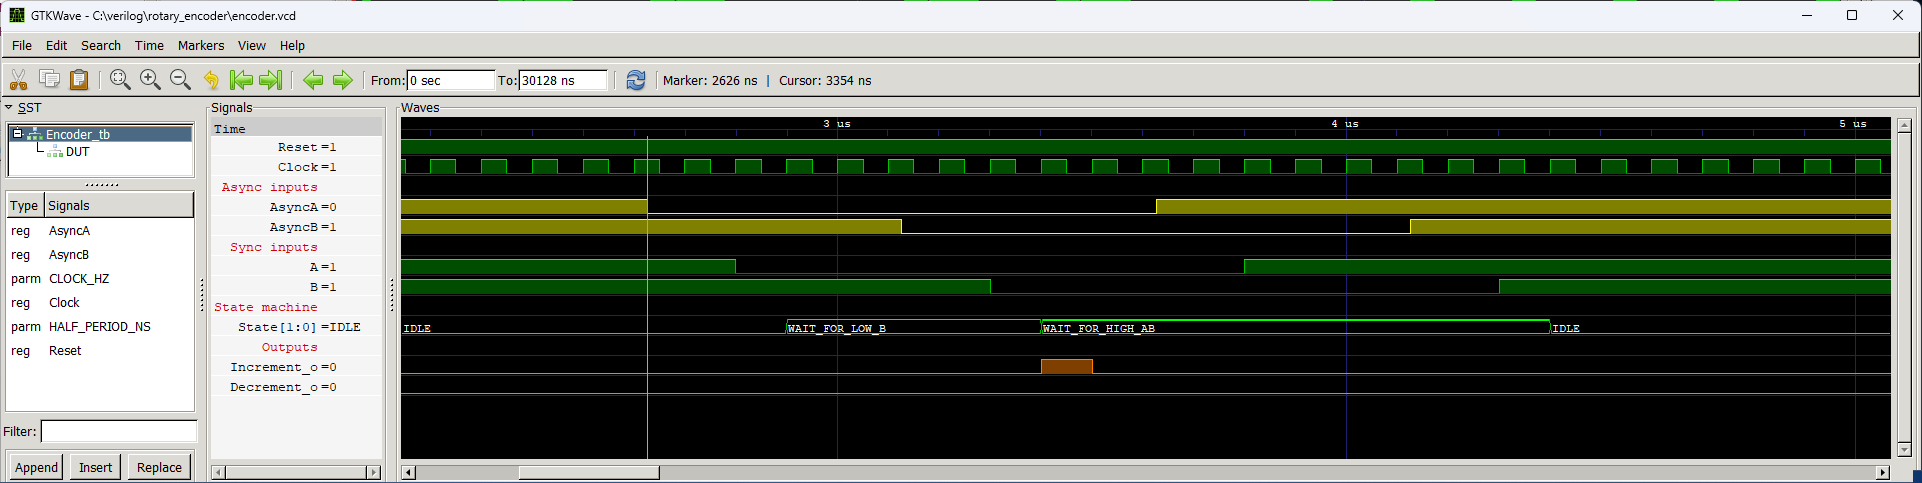 GTKWave - C:\verilog\rotary_encoder\encoder.vcd
File Edit Search Time Markers View Help
From: 0 sec To: 30128 ns Marker: 2626 ns | Cursor: 3354 ns
SST
Encoder_tb
DUT
Type Signals
reg AsyncA
reg AsyncB
parm CLOCK_HZ
reg Clock
parm HALF_PERIOD_NS
reg Reset
Filter:
Append Insert Replace
Signals
Time
Reset =1
Clock =1
Async inputs
AsyncA =0
AsyncB =1
Sync inputs
A =1
B =1
State machine
State[1:0] =IDLE
Outputs
Increment_o =0
Decrement_o =0
Waves
3 us 4 us 5 us
IDLE WAIT_FOR_LOW_B WAIT_FOR_HIGH_AB IDLE